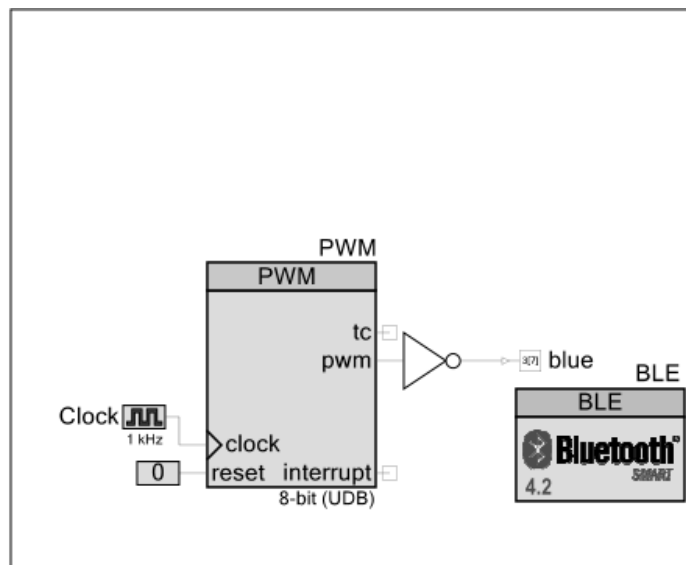 PWM
PWM
tc
pwm
3[7] blue
BLE
BLE
Clock
1 kHz
clock
Bluetooth
SMART
0
reset interrupt
4.2
8-bit (UDB)